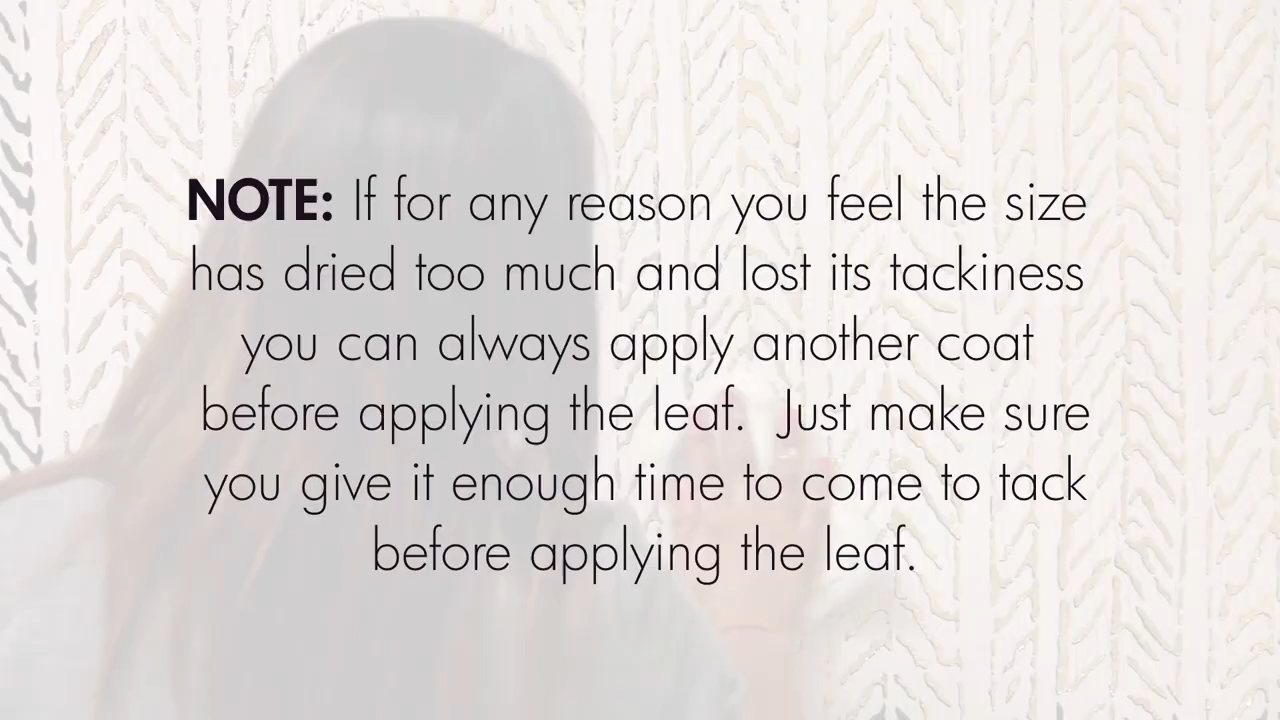 NOTE: If for any reason you feel the size
has dried too much and lost its tackiness
you can always apply another coat
before applying the leaf.  Just make sure
you give it enough time to come to tack
before applying the leaf.